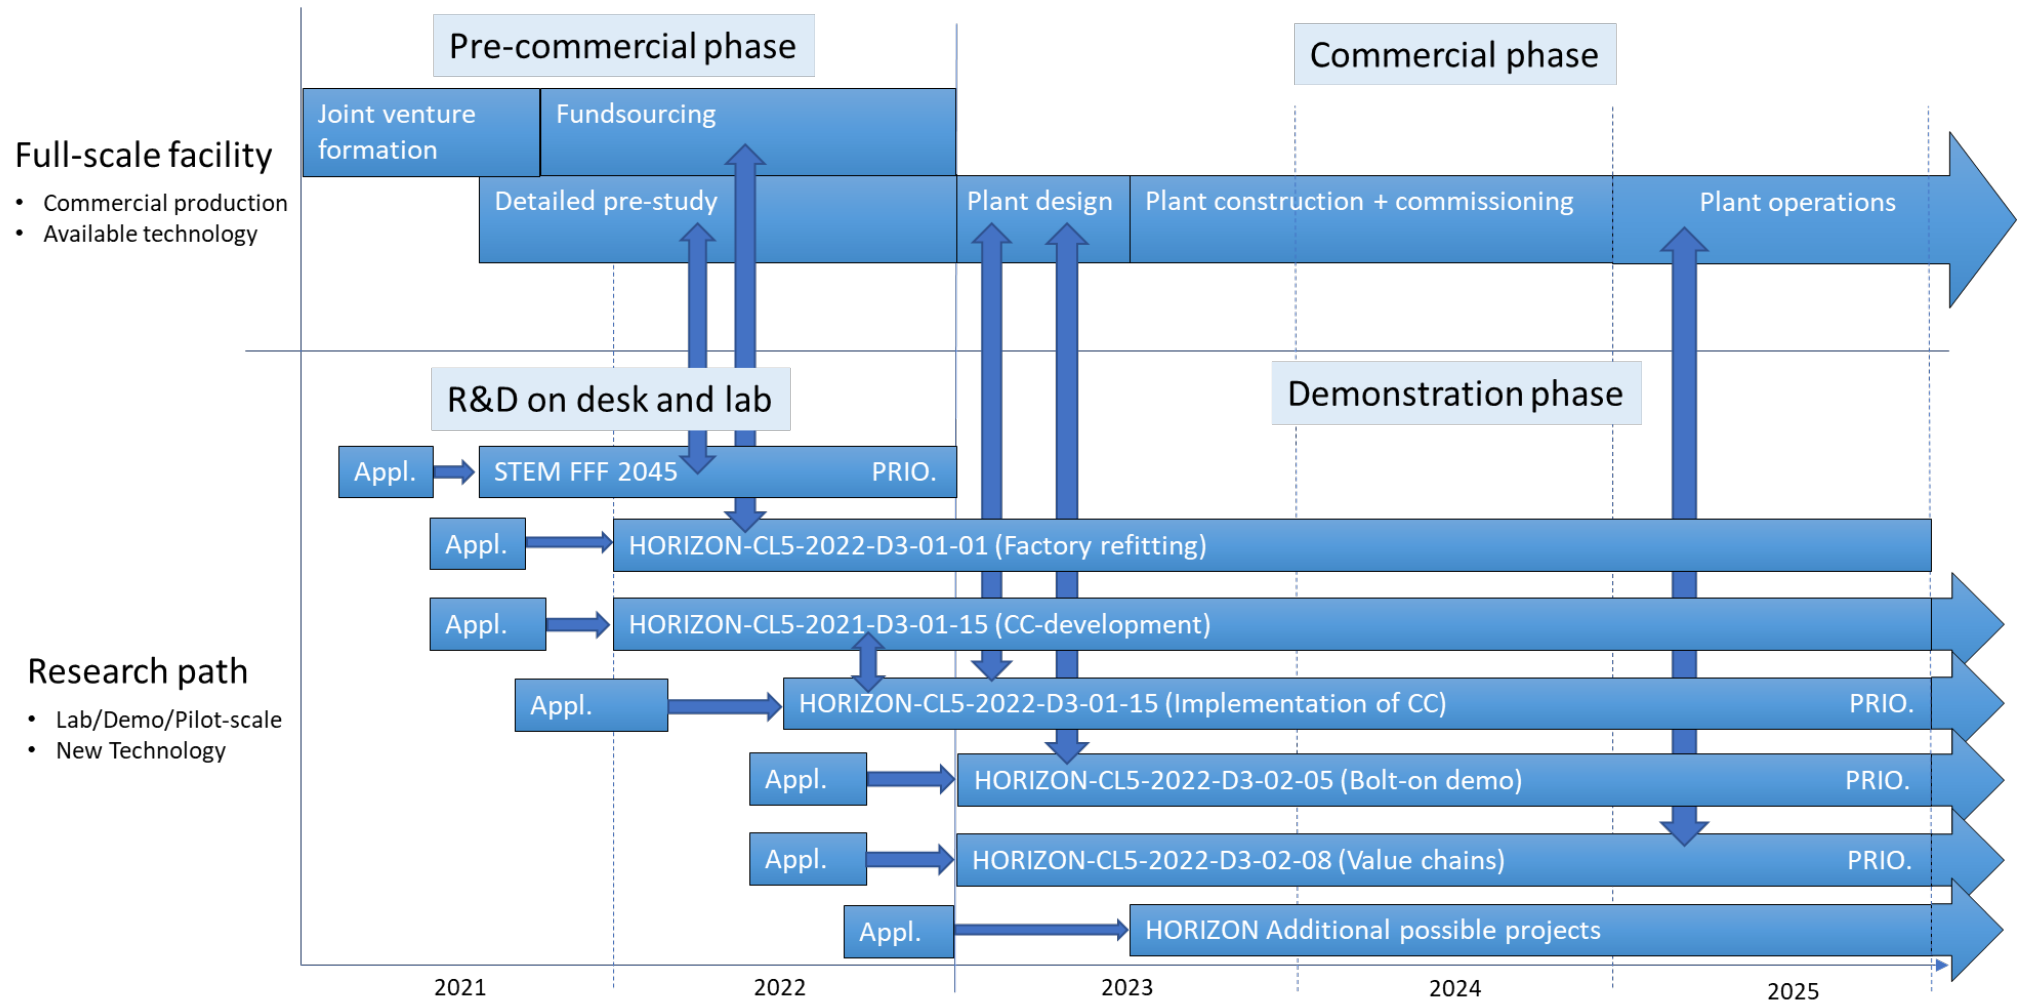 Pre-commercial phase
Commercial phase
Joint venture
formation
Fundsourcing
Full-scale facility
• Commercial production
• Available technology
Detailed pre-study
Plant design
Plant construction + commissioning
Plant operations
R&D on desk and lab
Demonstration phase
Appl.
STEM FFF 2045
PRIO.
Appl.
HORIZON-CL5-2022-D3-01-01 (Factory refitting)
Appl.
HORIZON-CL5-2021-D3-01-15 (CC-development)
Research path
• Lab/Demo/Pilot-scale
• New Technology
Appl.
HORIZON-CL5-2022-D3-01-15 (Implementation of CC)
PRIO.
Appl.
HORIZON-CL5-2022-D3-02-05 (Bolt-on demo)
PRIO.
Appl.
HORIZON-CL5-2022-D3-02-08 (Value chains)
PRIO.
Appl.
HORIZON Additional possible projects
2021
2022
2023
2024
2025